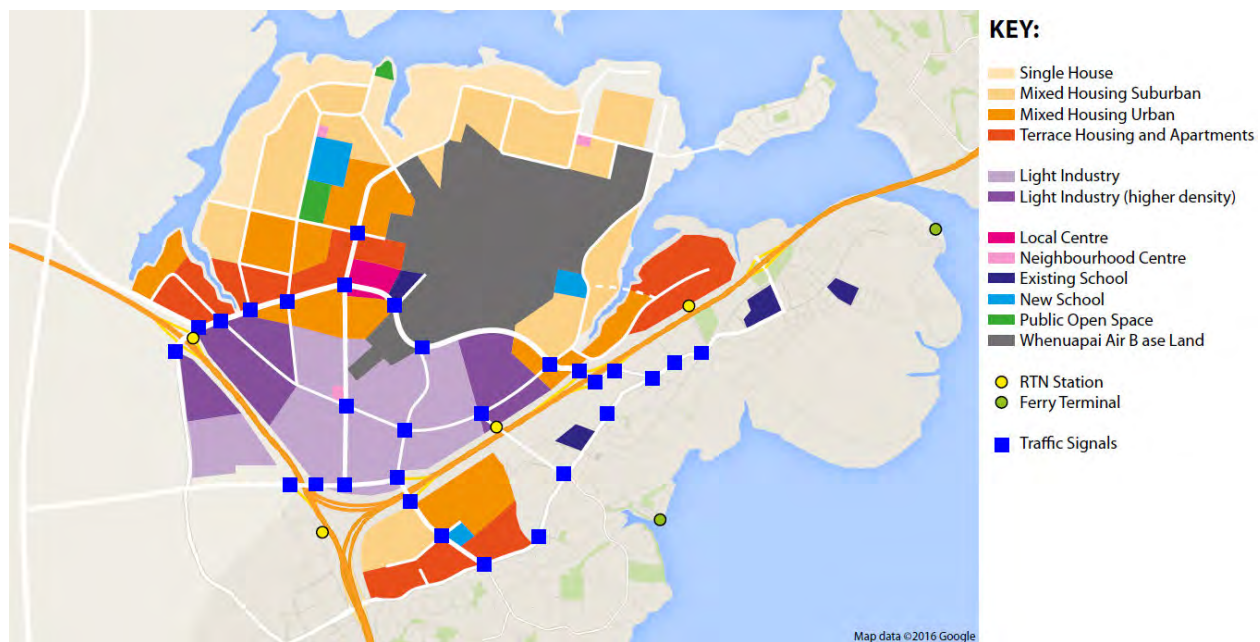 KEY:
Single House
Mixed Housing Suburban
Mixed Housing Urban
Terrace Housing and Apartments
Light Industry
Light Industry (higher density)
Local Centre
Neighbourhood Centre
Existing School
New School
Public Open Space
Whenuapai Air B ase Land
RTN Station
Ferry Terminal
Traffic Signals
Map data ©2016 Google